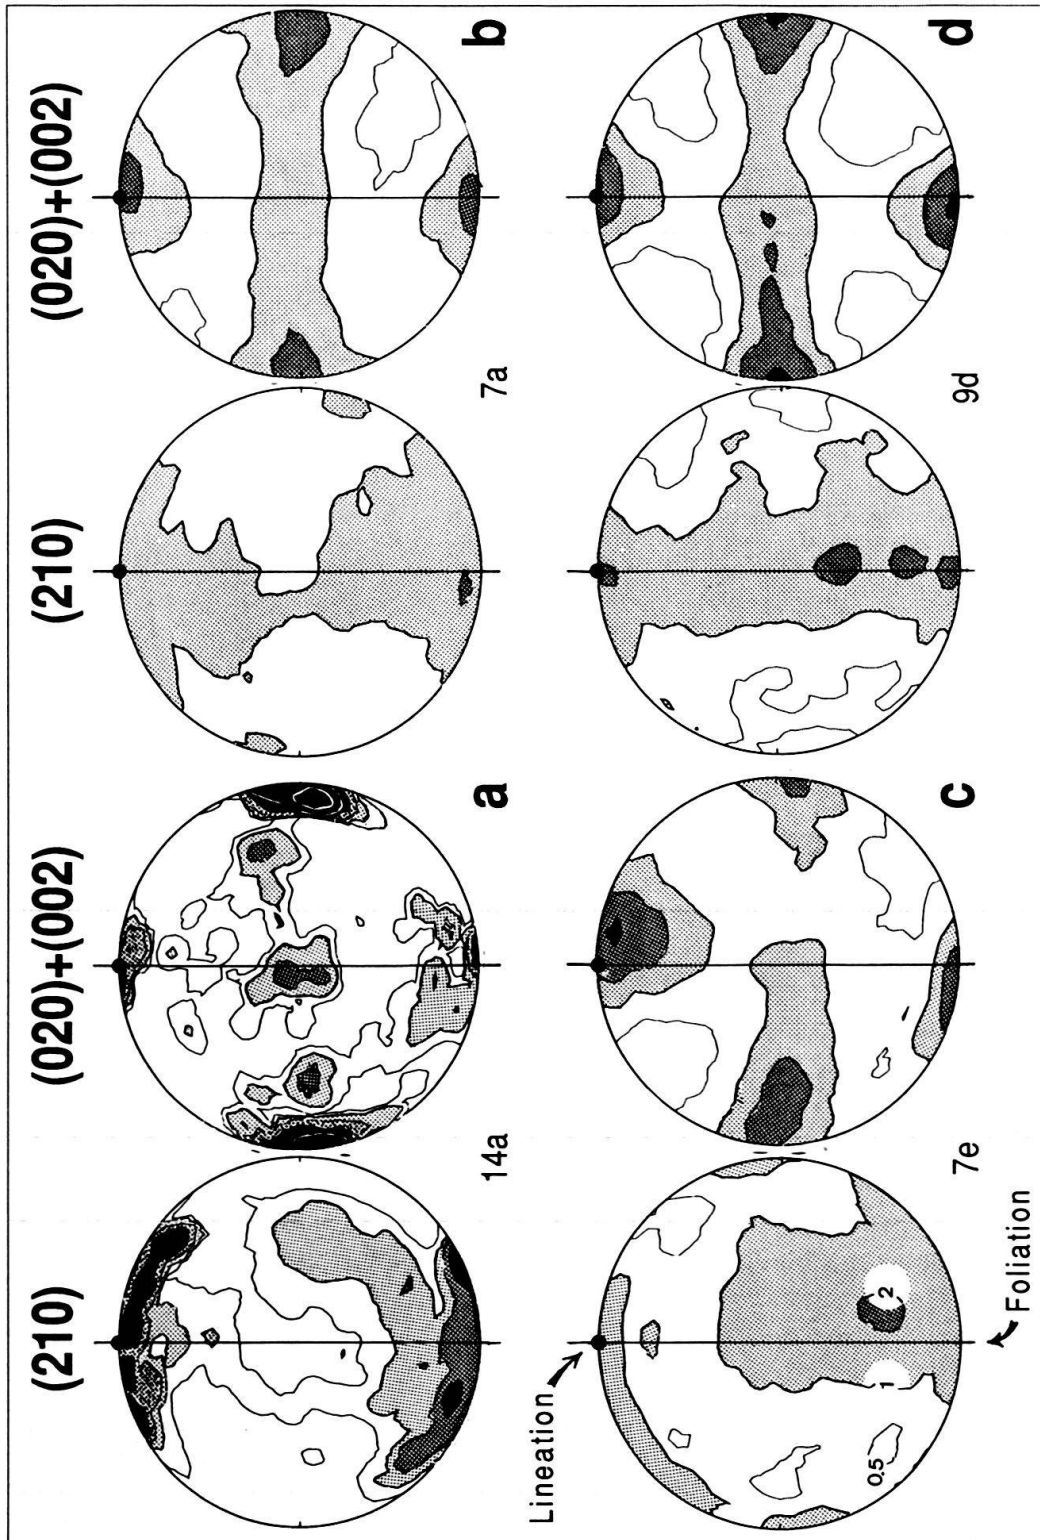 (210)
(020)+(002)
(210)
(020)+(002)
14a
a
7a
b
Lineation
0.5
1
2
Foliation
7e
c
9d
d